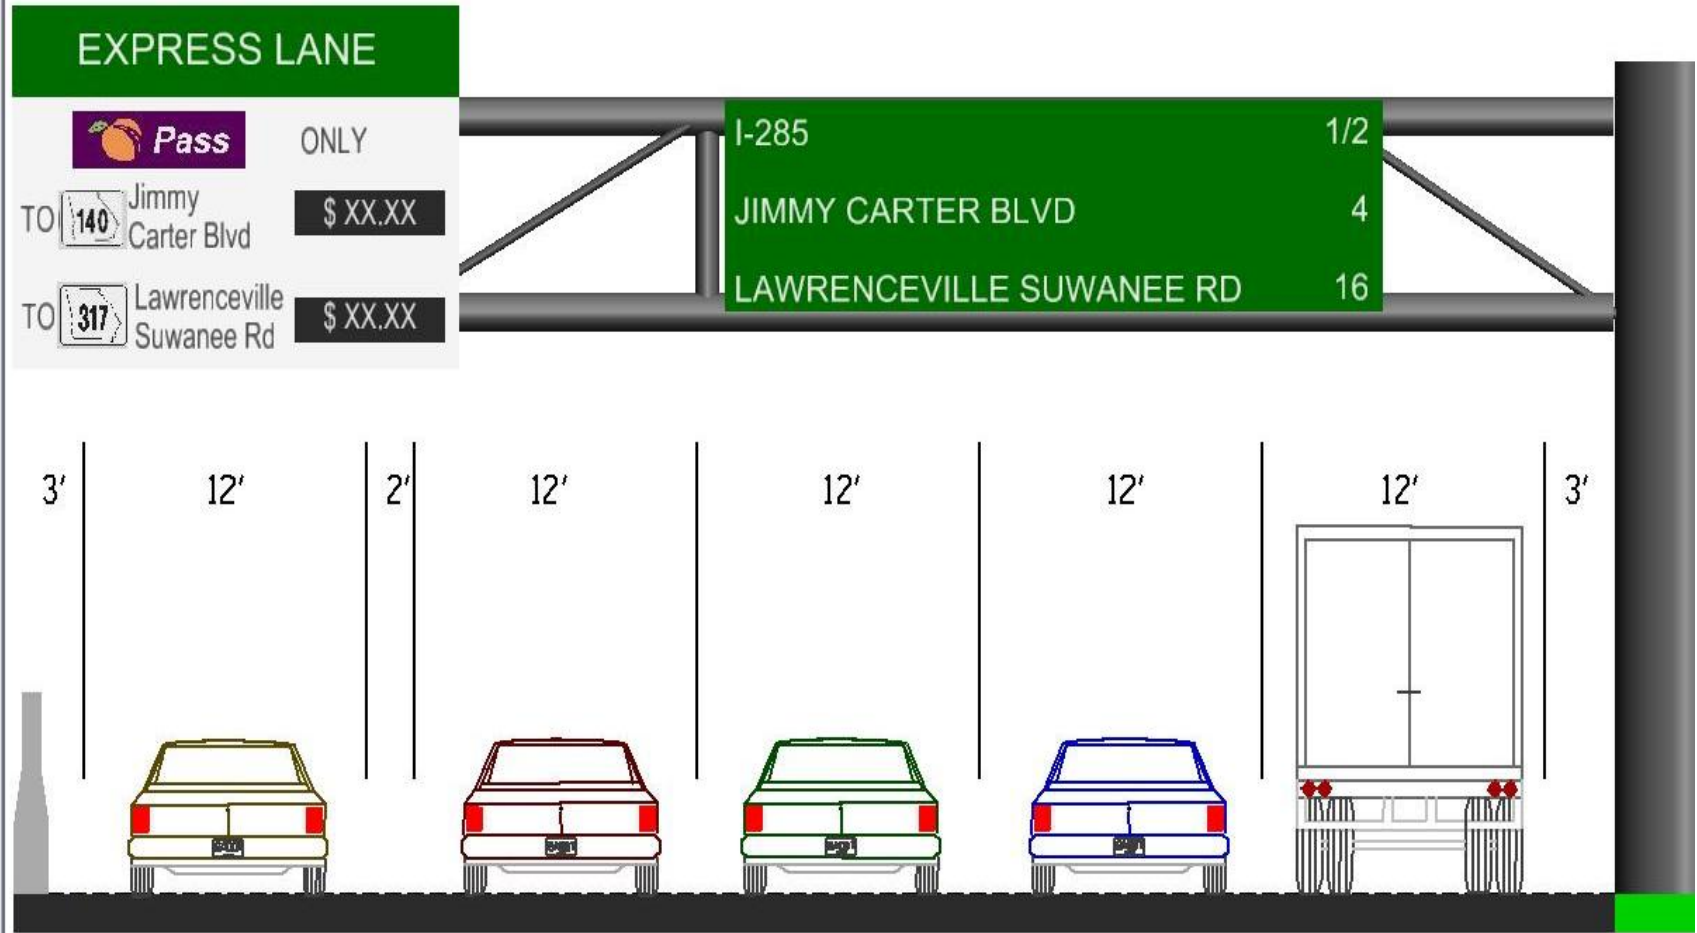 EXPRESS LANE
Pass ONLY
TO 140 Jimmy Carter Blvd $ XX.XX
TO 317 Lawrenceville Suwanee Rd $ XX.XX
I-285 1/2
JIMMY CARTER BLVD 4
LAWRENCEVILLE SUWANEE RD 16
3' 12' 2' 12' 12' 12' 12' 3'